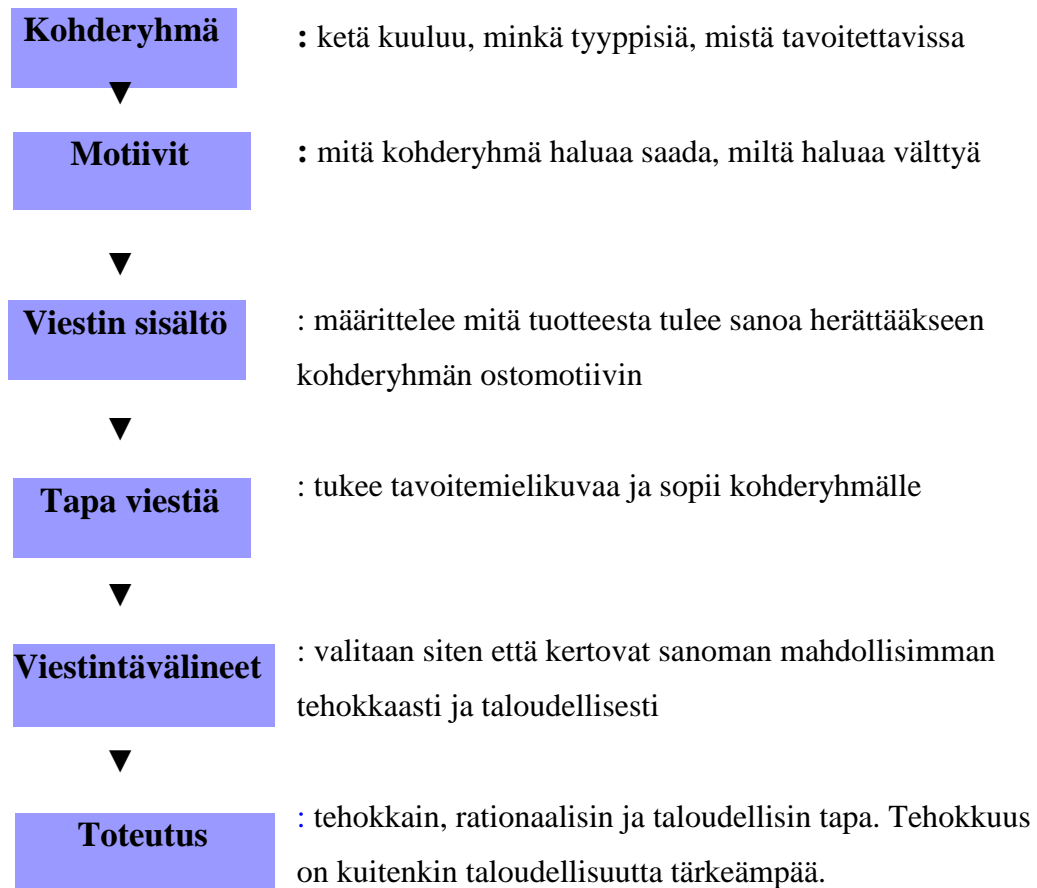 Kohderyhmä : ketä kuuluu, minkä tyyppisiä, mistä tavoitettavissa
▼
Motiivit : mitä kohderyhmä haluaa saada, miltä haluaa välttyä
▼
Viestin sisältö : määrittelee mitä tuotteesta tulee sanoa herättääkseen
kohderyhmän ostomotiivin
▼
Tapa viestiä : tukee tavoitemielikuvaa ja sopii kohderyhmälle
▼
Viestintävälineet : valitaan siten että kertovat sanoman mahdollisimman
tehokkaasti ja taloudellisesti
▼
Toteutus : tehokkain, rationaalisin ja taloudellisin tapa. Tehokkuus
on kuitenkin taloudellisuutta tärkeämpää.